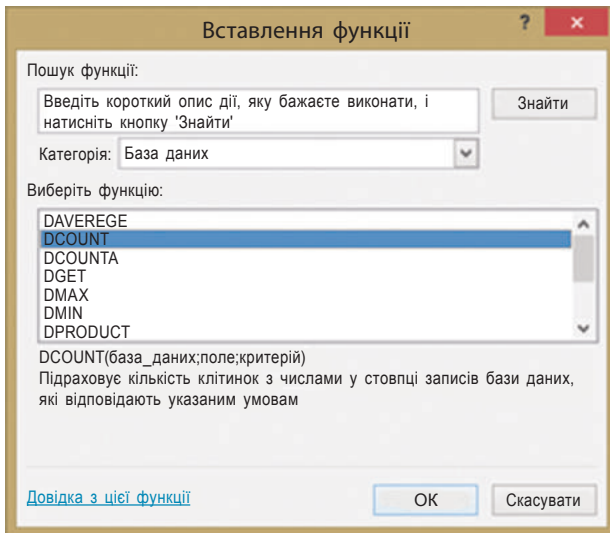 Вставлення функції
? ×
Пошук функції:
Введіть короткий опис дії, яку бажаєте виконати, і
натисніть кнопку 'Знайти'
Знайти
Категорія: База даних
Виберіть функцію:
DAVEREGE
DCOUNT
DCOUNTA
DGET
DMAX
DMIN
DPRODUCT
DCOUNT(база_даних;поле;критерій)
Підраховує кількість клітинок з числами у стовпці записів бази даних,
які відповідають указаним умовам
Довідка з цієї функції
OK Скасувати